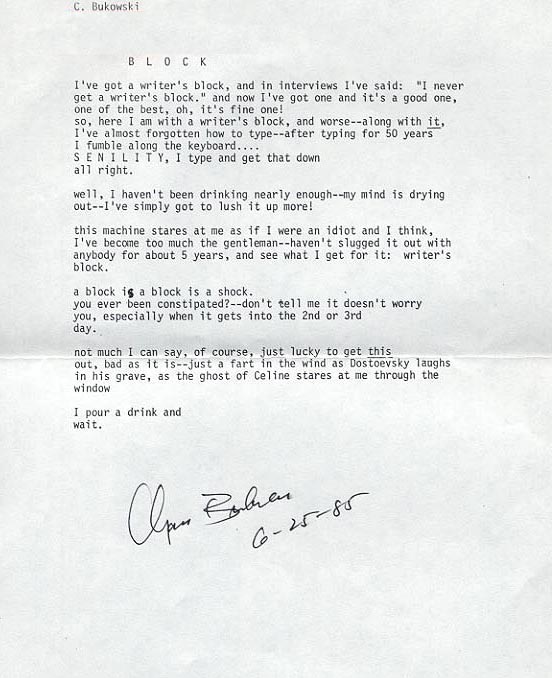 C. Bukowski
B L O C K
I've got a writer's block, and in interviews I've said: "I never
get a writer's block." and now I've got one and it's a good one,
one of the best, oh, it's fine one!
so, here I am with a writer's block, and worse--along with it,
I've almost forgotten how to type--after typing for 50 years
I fumble along the keyboard....
S E N I L I T Y, I type and get that down
all right.
well, I haven't been drinking nearly enough--my mind is drying
out--I've simply got to lush it up more!
this machine stares at me as if I were an idiot and I think,
I've become too much the gentleman--haven't slugged it out with
anybody for about 5 years, and see what I get for it: writer's
block.
a block is a block is a shock.
you ever been constipated?--don't tell me it doesn't worry
you, especially when it gets into the 2nd or 3rd
day.
not much I can say, of course, just lucky to get this
out, bad as it is--just a fart in the wind as Dostoevsky laughs
in his grave, as the ghost of Celine stares at me through the
window
I pour a drink and
wait.
6-25-85